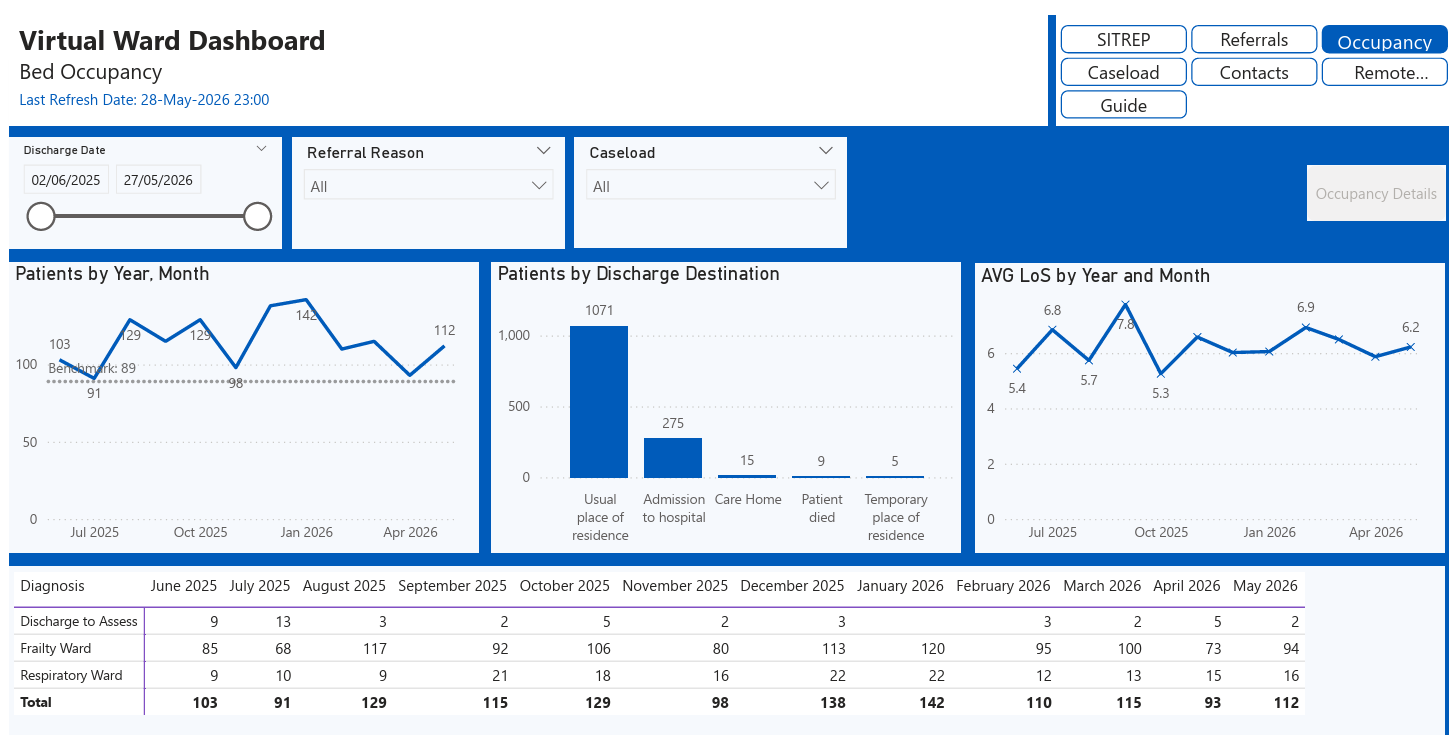 Virtual Ward Dashboard
Bed Occupancy
Last Refresh Date: 28-May-2026 23:00
SITREP Referrals Occupancy
Caseload Contacts Remote...
Guide
Discharge Date
02/06/2025 27/05/2026
Referral Reason
All
Caseload
All
Occupancy Details
Patients by Year, Month
103 129 129 142 112
100
Benchmark: 89
91 98
50
0
Jul 2025 Oct 2025 Jan 2026 Apr 2026
Patients by Discharge Destination
1071
1,000
500
275
15 9 5
0
Usual place of residence
Admission to hospital
Care Home
Patient died
Temporary place of residence
AVG LoS by Year and Month
6.8 7.8 6.9 6.2
6
5.4 5.7 5.3
4
2
0
Jul 2025 Oct 2025 Jan 2026 Apr 2026
Diagnosis June 2025 July 2025 August 2025 September 2025 October 2025 November 2025 December 2025 January 2026 February 2026 March 2026 April 2026 May 2026
Discharge to Assess 9 13 3 2 5 2 3 3 2 5 2
Frailty Ward 85 68 117 92 106 80 113 120 95 100 73 94
Respiratory Ward 9 10 9 21 18 16 22 22 12 13 15 16
Total 103 91 129 115 129 98 138 142 110 115 93 112